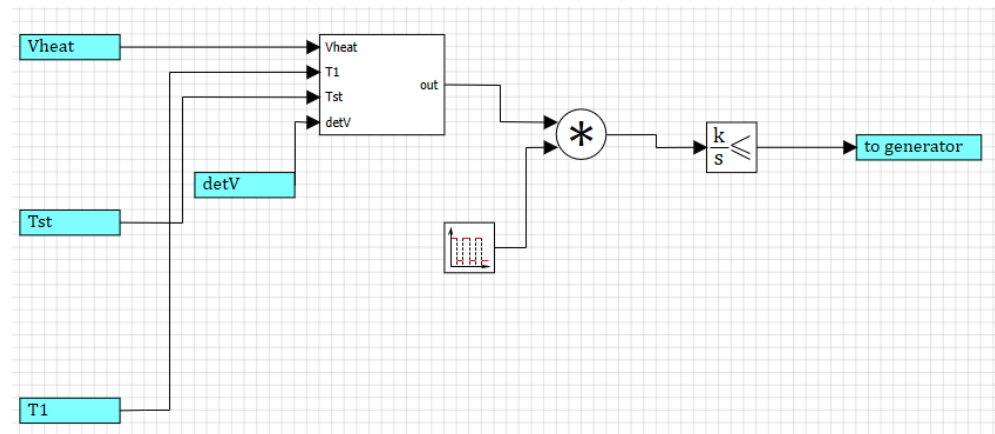 Vheat
Vheat
T1
out
Tst
detV
*
k
s
≤
to generator
detV
Tst
T1